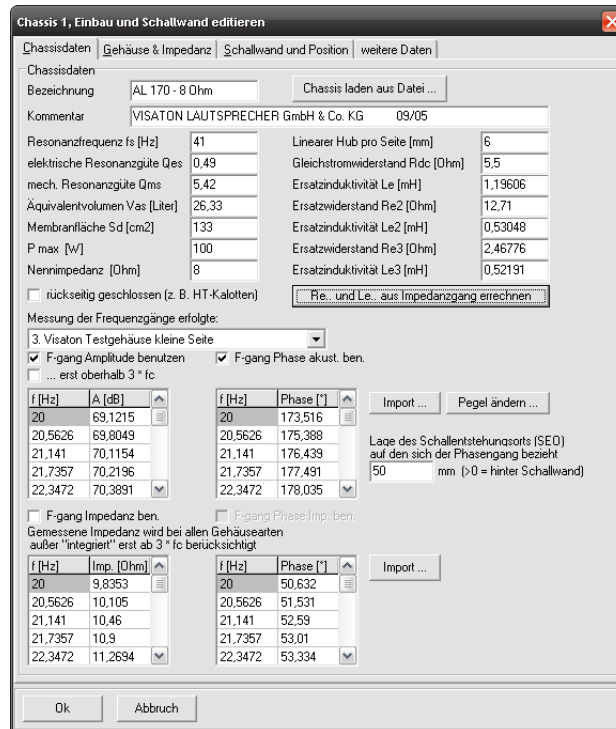 Chassis 1, Einbau und Schallwand editieren
Chassisdaten Gehäuse & Impedanz Schallwand und Position weitere Daten
Chassisdaten
Bezeichnung AL 170 - 8 Ohm Chassis laden aus Datei ...
Kommentar VISATON LAUTSPRECHER GmbH & Co. KG 09/05
Resonanzfrequenz fs [Hz] 41 Linearer Hub pro Seite [mm] 6
elektrische Resonanzgüte Qes 0,49 Gleichstromwiderstand Rdc [Ohm] 5,5
mech. Resonanzgüte Qms 5,42 Ersatzinduktivität Le [mH] 1,19606
Äquivalentvolumen Vas [Liter] 26,33 Ersatzwiderstand Re2 [Ohm] 12,71
Membranfläche Sd [cm2] 133 Ersatzinduktivität Le2 [mH] 0,53048
P max [W] 100 Ersatzwiderstand Re3 [Ohm] 2,46776
Nennimpedanz [Ohm] 8 Ersatzinduktivität Le3 [mH] 0,52191
rückseitig geschlossen (z. B. HT-Kalotten) Re.. und Le.. aus Impedanzgang errechnen
Messung der Frequenzgänge erfolgte:
3. Visaton Testgehäuse kleine Seite
F-gang Amplitude benutzen F-gang Phase akust. ben.
... erst oberhalb 3 * fc
f [Hz] A [dB] f [Hz] Phase [°] Import ... Pegel ändern ...
20 69,1215 20 173,516
20,5626 69,8049 20,5626 175,388
21,141 70,1154 21,141 176,439
21,7357 70,2196 21,7357 177,491
22,3472 70,3891 22,3472 178,035
Lage des Schallentstehungsorts (SEO)
auf den sich der Phasengang bezieht
50 mm (>0 = hinter Schallwand)
F-gang Impedanz ben. F-gang Phase Imp. ben.
Gemessene Impedanz wird bei allen Gehäusearten
außer "integriert" erst ab 3 * fc berücksichtigt
f [Hz] Imp. [Ohm] f [Hz] Phase [°] Import ...
20 9,8353 20 50,632
20,5626 10,105 20,5626 51,531
21,141 10,46 21,141 52,59
21,7357 10,9 21,7357 53,01
22,3472 11,2694 22,3472 53,334
Ok Abbruch